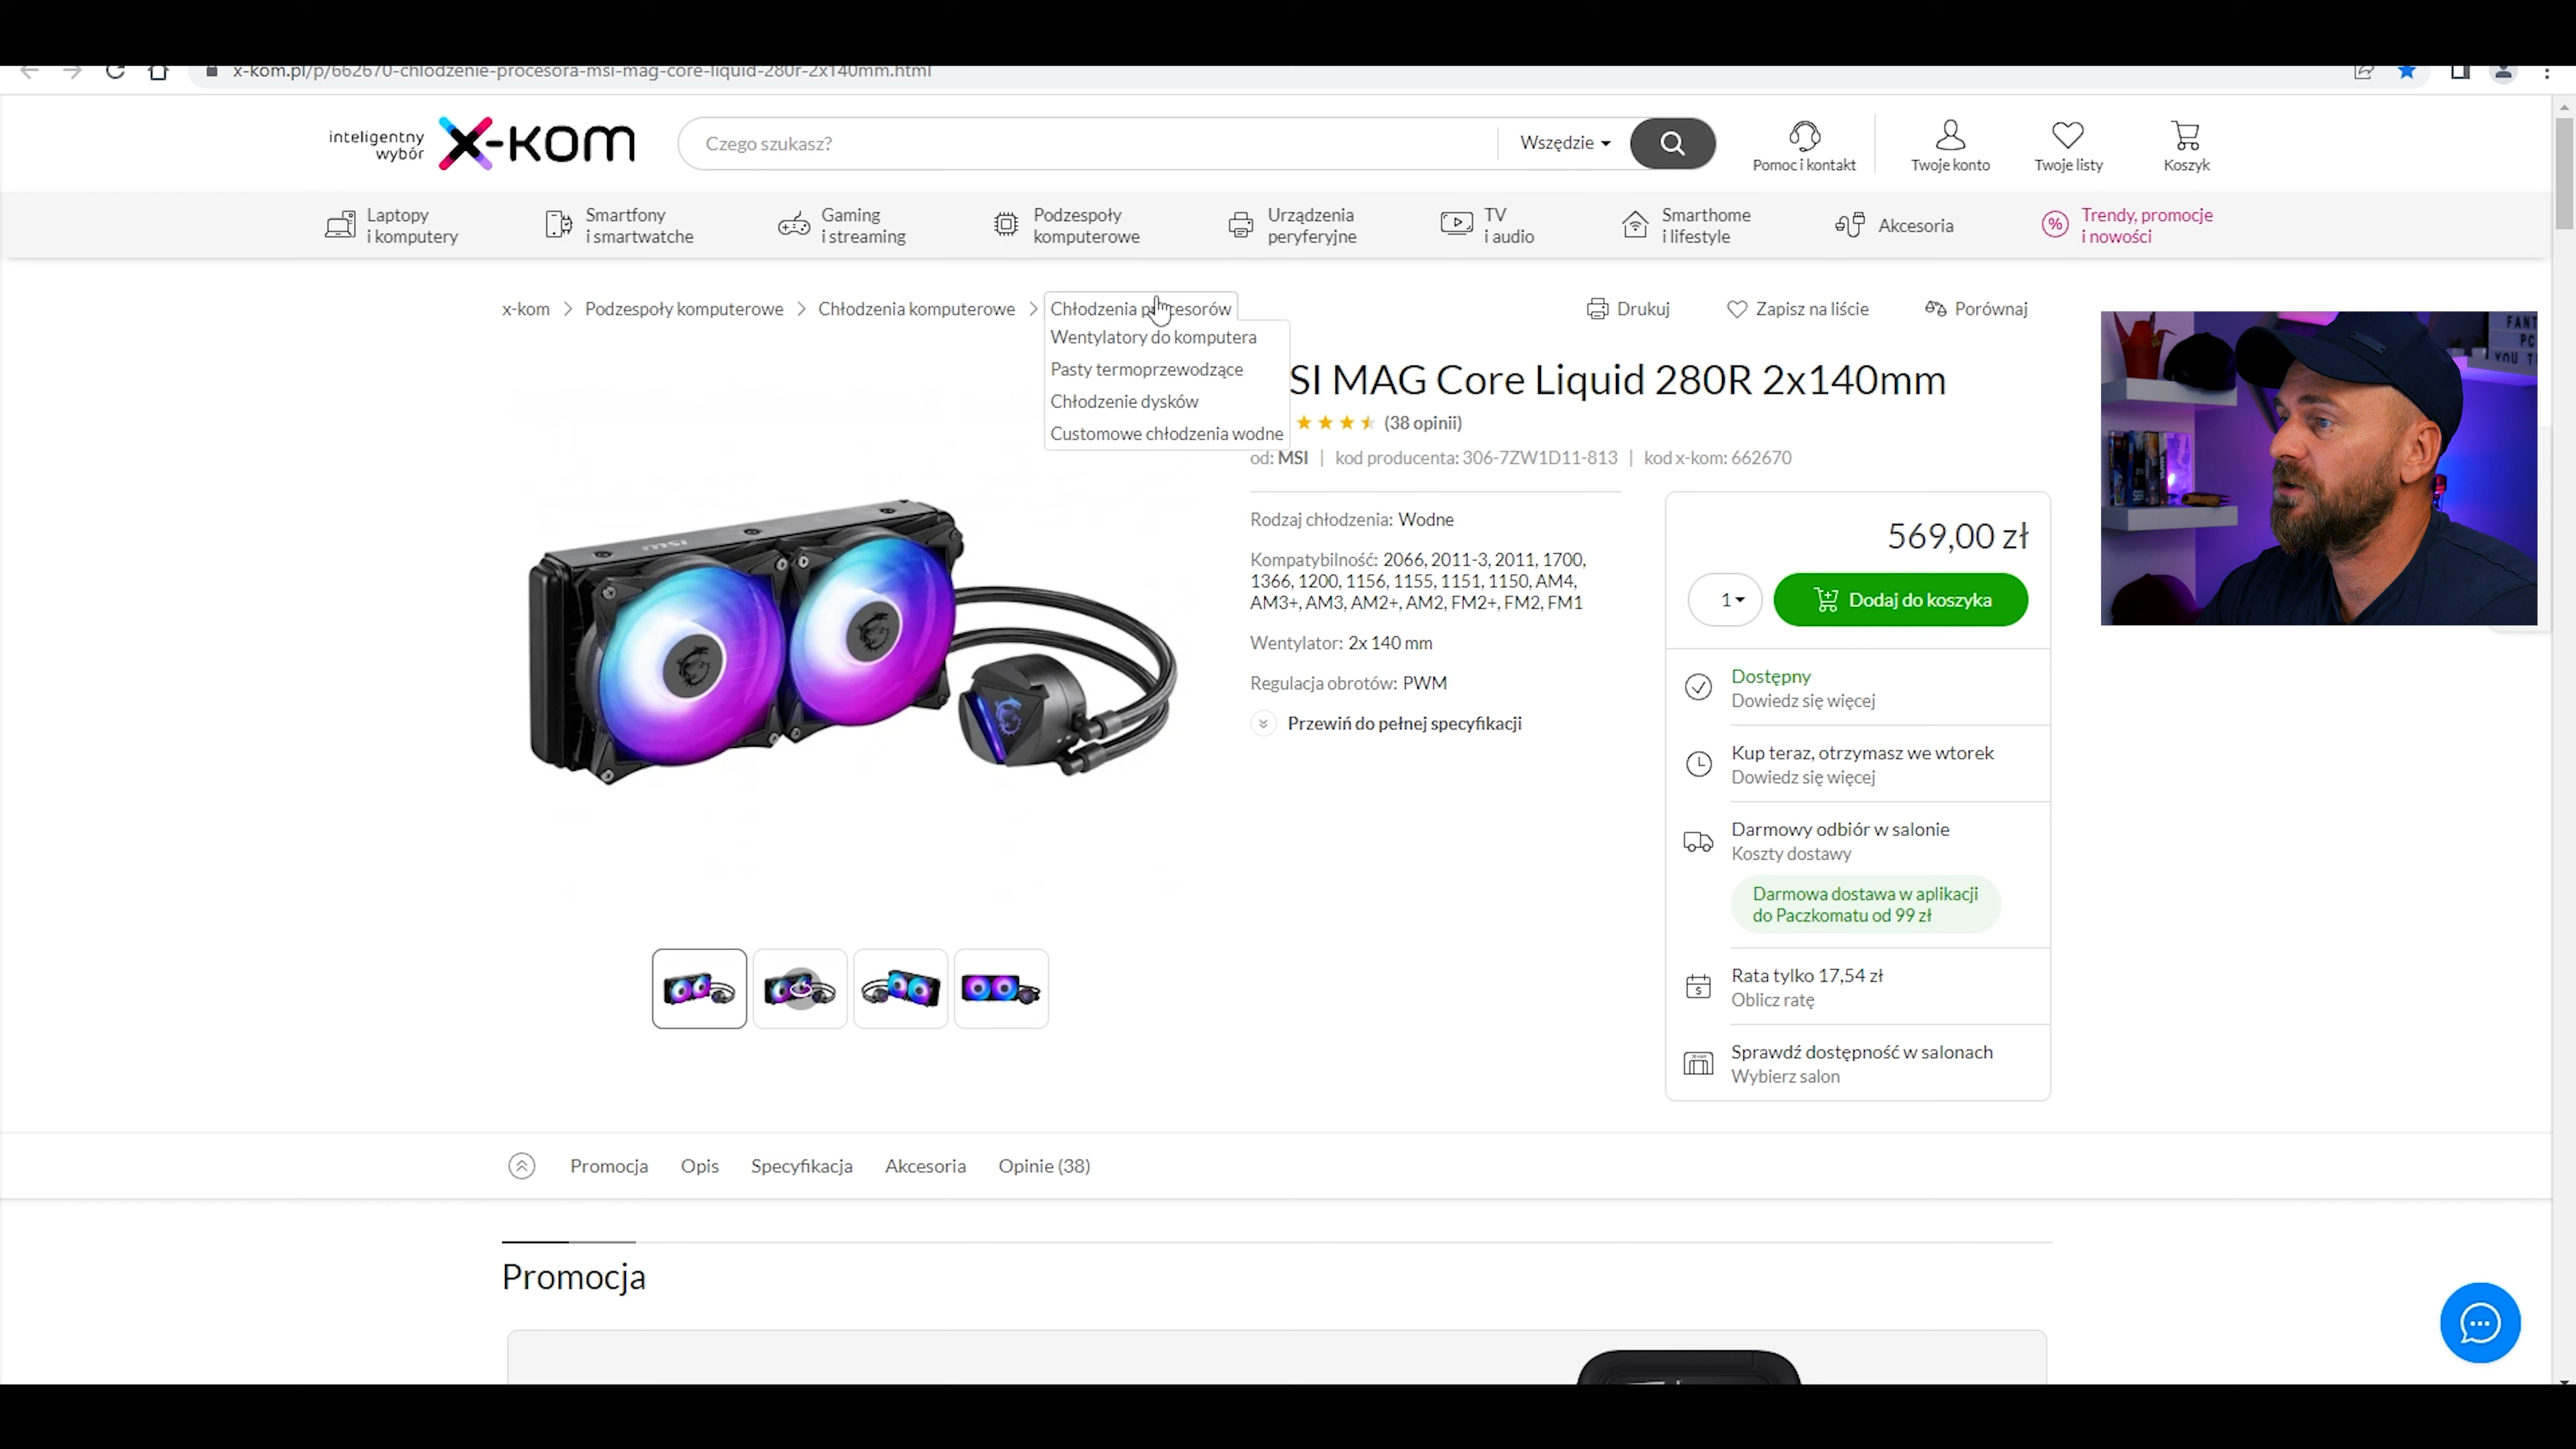 x-kom.pl/p/662670-chlodzenie-procesora-msi-mag-core-liquid-280r-2x140mm.html
inteligentny
wybór
x-kom
Czego szukasz?
Wszędzie
Pomoc i kontakt
Twoje konto
Twoje listy
Koszyk
Laptopy
i komputery
Smartfony
i smartwatche
Gaming
i streaming
Podzespoły
komputerowe
Urządzenia
peryferyjne
TV
i audio
Smarthome
i lifestyle
Akcesoria
Trendy, promocje
i nowości
x-kom
Podzespoły komputerowe
Chłodzenia komputerowe
Chłodzenia
Wentylatory do komputera
Pasty termoprzewodzące
Chłodzenie dysków
Customowe chłodzenia wodne
Drukuj
Zapisz na liście
Porównaj
SI MAG Core Liquid 280R 2x140mm
(38 opinii)
od: MSI | kod producenta: 306-7ZW1D11-813 | kod x-kom: 662670
Rodzaj chłodzenia: Wodne
Kompatybilność: 2066, 2011-3, 2011, 1700,
1366, 1200, 1156, 1155, 1151, 1150, AM4,
AM3+, AM3, AM2+, AM2, FM2+, FM2, FM1
Wentylator: 2x 140 mm
Regulacja obrotów: PWM
Przewiń do pełnej specyfikacji
569,00 zł
1
Dodaj do koszyka
Dostępny
Dowiedz się więcej
Kup teraz, otrzymasz we wtorek
Dowiedz się więcej
Darmowy odbiór w salonie
Koszty dostawy
Darmowa dostawa w aplikacji
do Paczkomatu od 99 zł
Rata tylko 17,54 zł
Oblicz ratę
Sprawdź dostępność w salonach
Wybierz salon
FANT
PC
YOU T
msi
Promocja
Opis
Specyfikacja
Akcesoria
Opinie (38)
Promocja